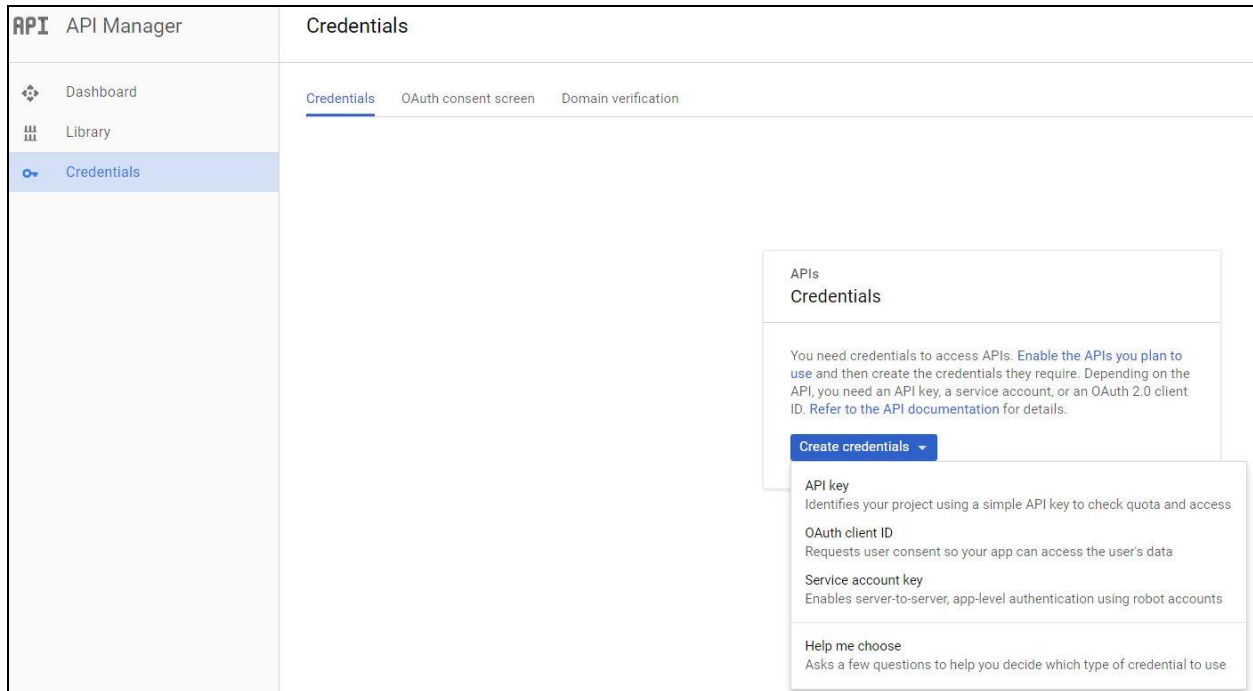 API API Manager
Credentials
Dashboard
Library
Credentials
Credentials OAuth consent screen Domain verification
APIs
Credentials
You need credentials to access APIs. Enable the APIs you plan to
use and then create the credentials they require. Depending on the
API, you need an API key, a service account, or an OAuth 2.0 client
ID. Refer to the API documentation for details.
Create credentials
API key
Identifies your project using a simple API key to check quota and access
OAuth client ID
Requests user consent so your app can access the user's data
Service account key
Enables server-to-server, app-level authentication using robot accounts
Help me choose
Asks a few questions to help you decide which type of credential to use